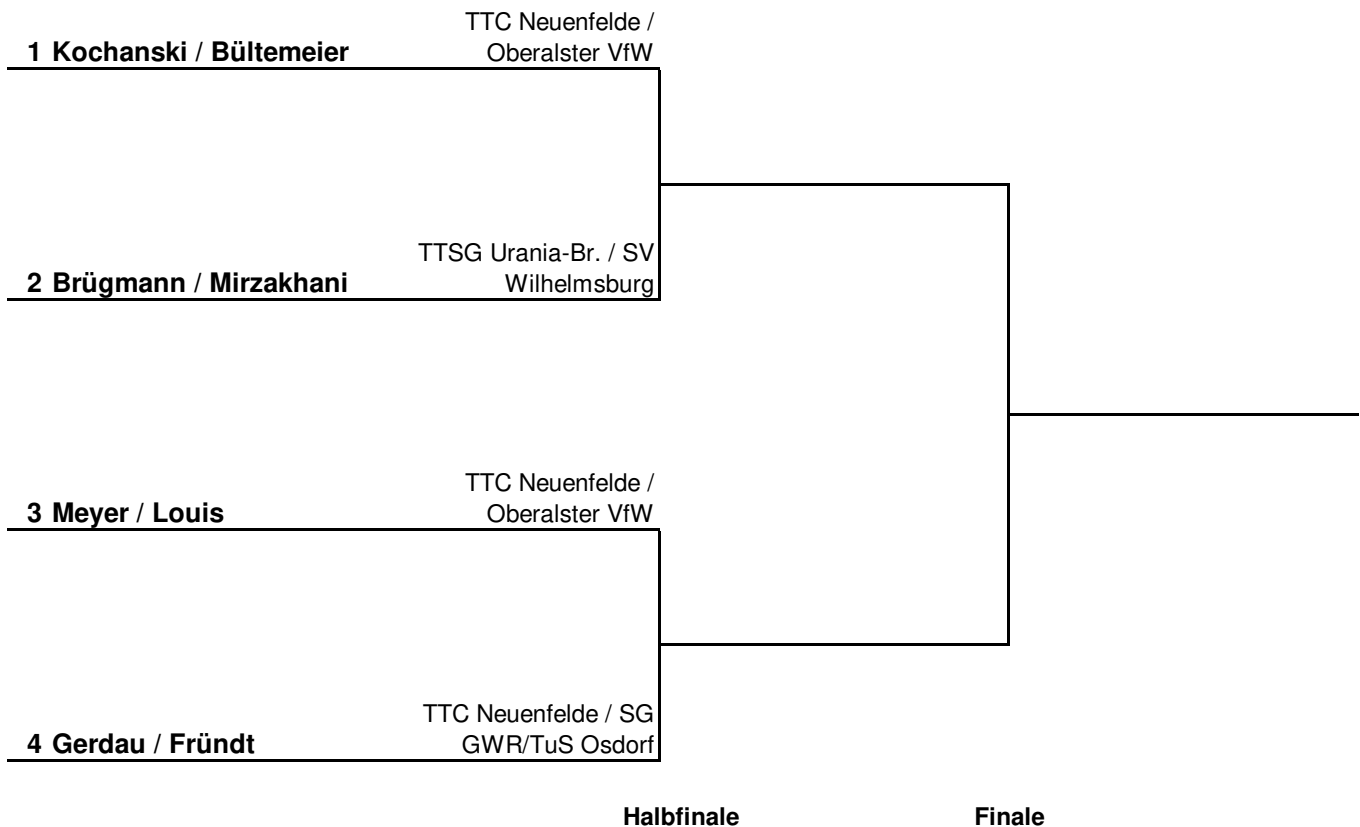 TTC Neuenfelde /
1 Kochanski / Bültemeier Oberalster VfW
TTSG Urania-Br. / SV
2 Brügmann / Mirzakhani Wilhelmsburg
TTC Neuenfelde /
3 Meyer / Louis Oberalster VfW
TTC Neuenfelde / SG
4 Gerdau / Fründt GWR/TuS Osdorf
Halbfinale Finale